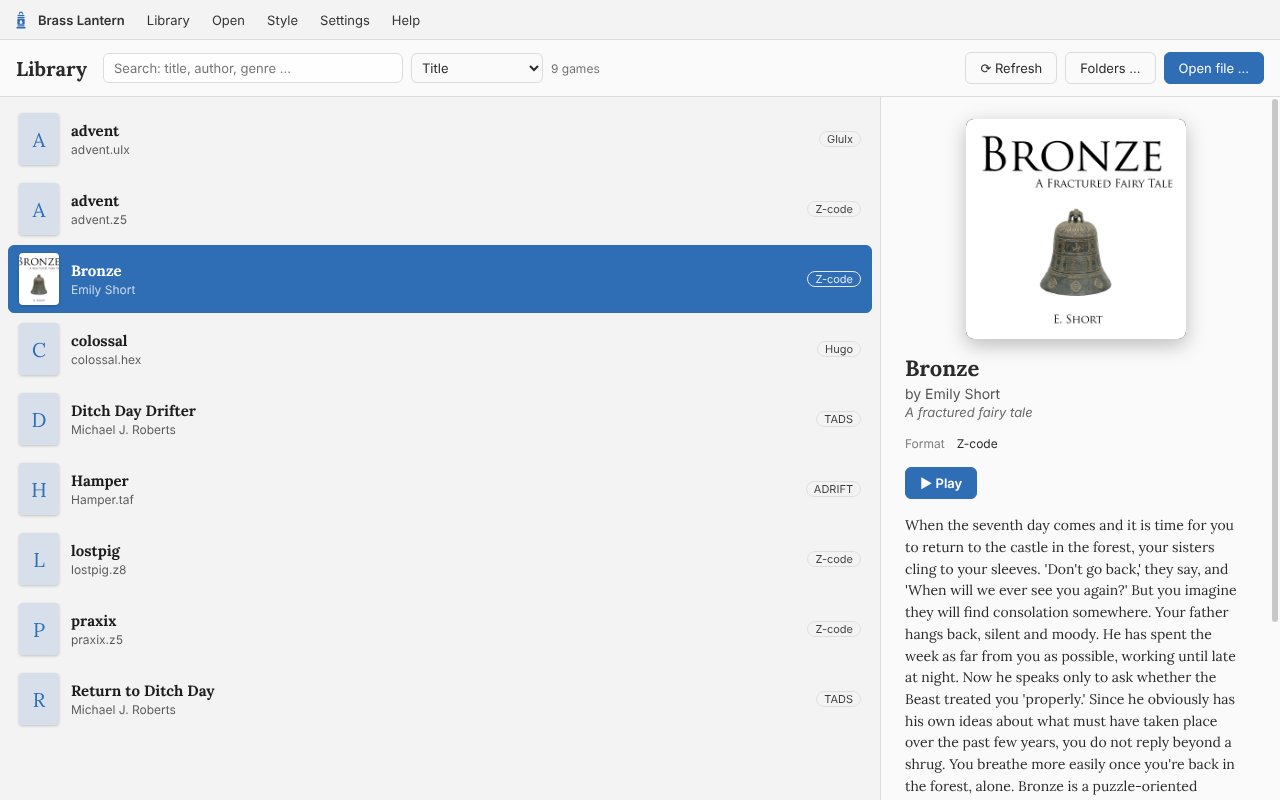 Brass Lantern Library Open Style Settings Help
Library Search: title, author, genre ... Title 9 games ⟳ Refresh Folders ... Open file ...
A advent
advent.ulx
Glulx
A advent
advent.z5
Z-code
Bronze
Emily Short
Z-code
C colossal
colossal.hex
Hugo
D Ditch Day Drifter
Michael J. Roberts
TADS
H Hamper
Hamper.taf
ADRIFT
L lostpig
lostpig.z8
Z-code
P praxix
praxix.z5
Z-code
R Return to Ditch Day
Michael J. Roberts
TADS
BRONZE
A FRACTURED FAIRY TALE
E. SHORT
Bronze
by Emily Short
A fractured fairy tale
Format Z-code
▶ Play
When the seventh day comes and it is time for you
to return to the castle in the forest, your sisters
cling to your sleeves. 'Don't go back,' they say, and
'When will we ever see you again?' But you imagine
they will find consolation somewhere. Your father
hangs back, silent and moody. He has spent the
week as far from you as possible, working until late
at night. Now he speaks only to ask whether the
Beast treated you 'properly.' Since he obviously has
his own ideas about what must have taken place
over the past few years, you do not reply beyond a
shrug. You breathe more easily once you're back in
the forest, alone. Bronze is a puzzle-oriented